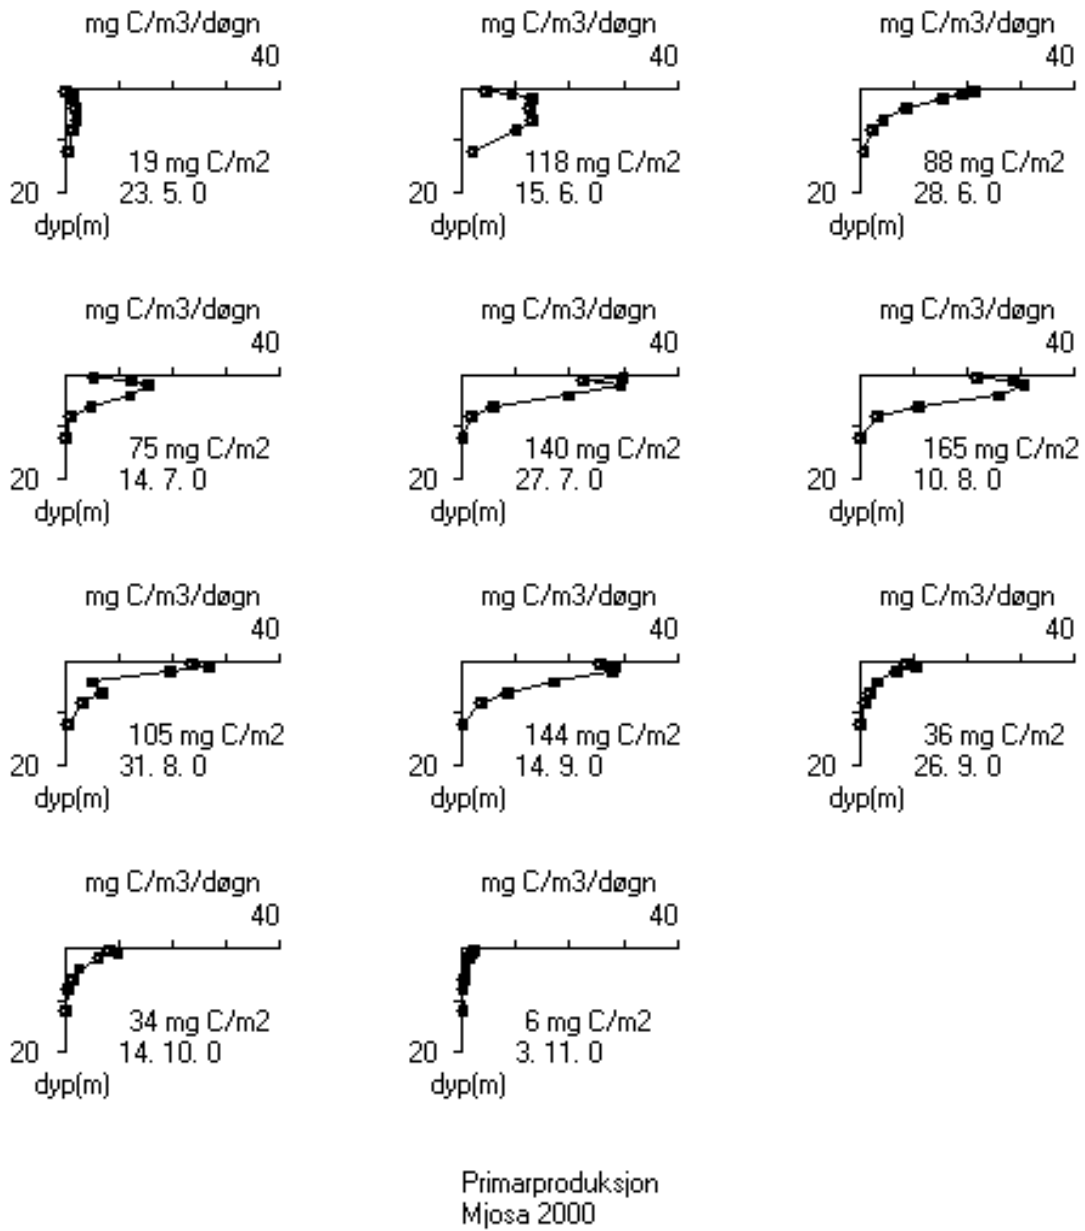 mg C/m3/døgn
40
19 mg C/m2
20
23. 5. 0
dyp(m)
mg C/m3/døgn
40
118 mg C/m2
20
15. 6. 0
dyp(m)
mg C/m3/døgn
40
88 mg C/m2
20
28. 6. 0
dyp(m)
mg C/m3/døgn
40
75 mg C/m2
20
14. 7. 0
dyp(m)
mg C/m3/døgn
40
140 mg C/m2
20
27. 7. 0
dyp(m)
mg C/m3/døgn
40
165 mg C/m2
20
10. 8. 0
dyp(m)
mg C/m3/døgn
40
105 mg C/m2
20
31. 8. 0
dyp(m)
mg C/m3/døgn
40
144 mg C/m2
20
14. 9. 0
dyp(m)
mg C/m3/døgn
40
36 mg C/m2
20
26. 9. 0
dyp(m)
mg C/m3/døgn
40
34 mg C/m2
20
14. 10. 0
dyp(m)
mg C/m3/døgn
40
6 mg C/m2
20
3. 11. 0
dyp(m)
Primarproduksjon
Mjosa 2000